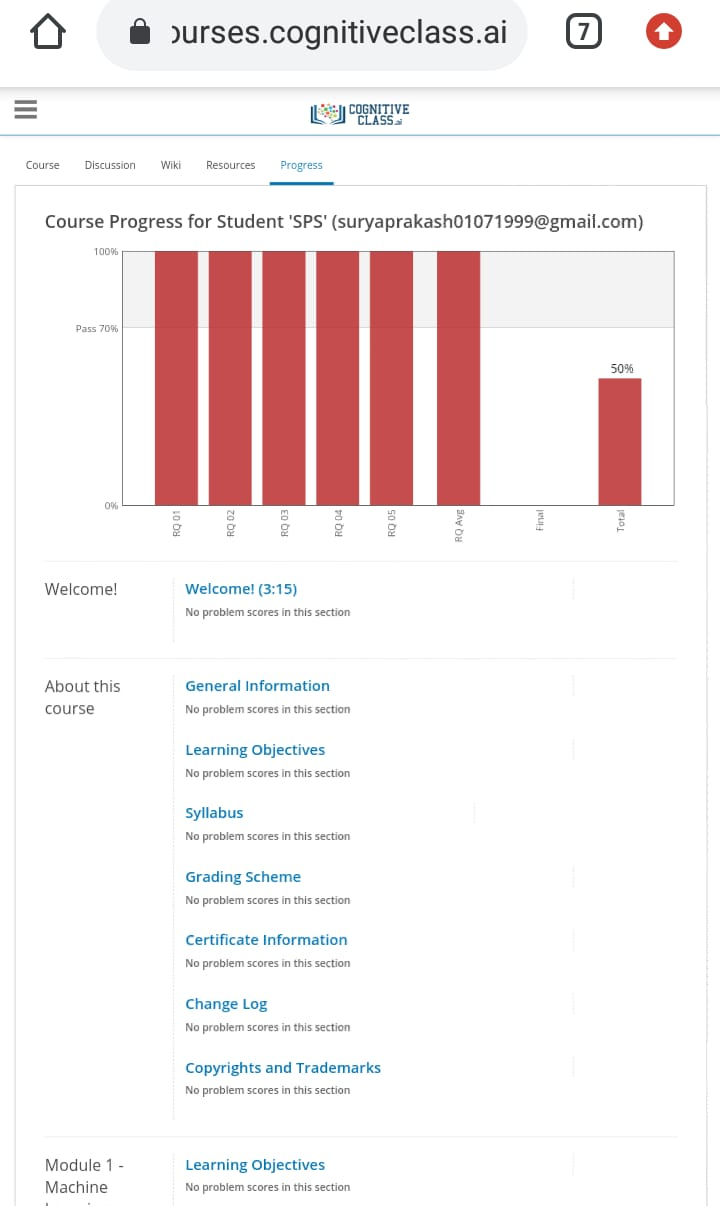 ourses.cognitiveclass.ai
7
COGNITIVE
CLASS.ai
Course Discussion Wiki Resources Progress
Course Progress for Student 'SPS' (suryaprakash01071999@gmail.com)
100%
Pass 70%
50%
0%
RQ 01 RQ 02 RQ 03 RQ 04 RQ 05 RQ Avg Final Total
Welcome!
Welcome! (3:15)
No problem scores in this section
About this
course
General Information
No problem scores in this section
Learning Objectives
No problem scores in this section
Syllabus
No problem scores in this section
Grading Scheme
No problem scores in this section
Certificate Information
No problem scores in this section
Change Log
No problem scores in this section
Copyrights and Trademarks
No problem scores in this section
Module 1 -
Machine
Learning Objectives
No problem scores in this section